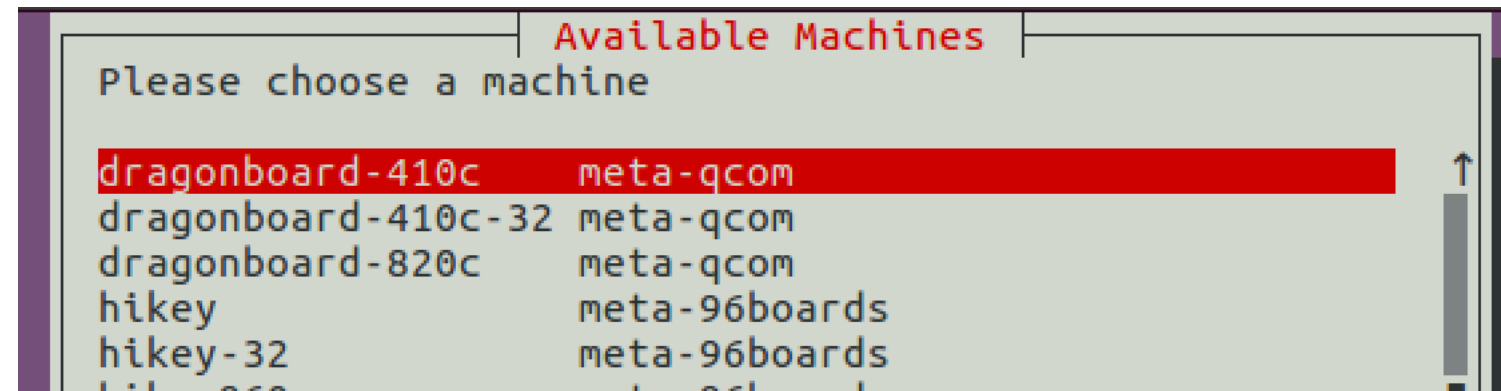 Available Machines
Please choose a machine
dragonboard-410c meta-qcom
dragonboard-410c-32 meta-qcom
dragonboard-820c meta-qcom
hikey meta-96boards
hikey-32 meta-96boards